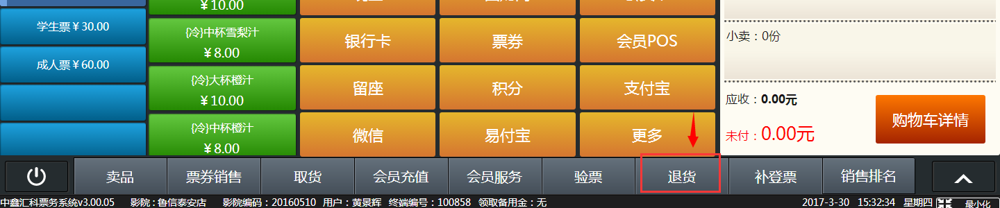 ¥10.00
学生票￥30.00
成人票￥60.00
{冷}中杯雪梨汁
￥8.00
{冷}大杯橙汁
￥10.00
{冷}中杯橙汁
￥8.00
银行卡 票券 会员POS
留座 积分 支付宝
微信 易付宝 更多
小卖：0份
应收：0.00元
未付：0.00元
购物车详情
卖品 票券销售 取货 会员充值 会员服务 验票 退货 补登票 销售排名
中鑫汇科票务系统v3.00.05 影院：鲁信泰安店 影院编码：20160510 用户：黄景辉 终端编号：100858 领取备用金：无 2017-3-30 15:32:34 星期四 最小化